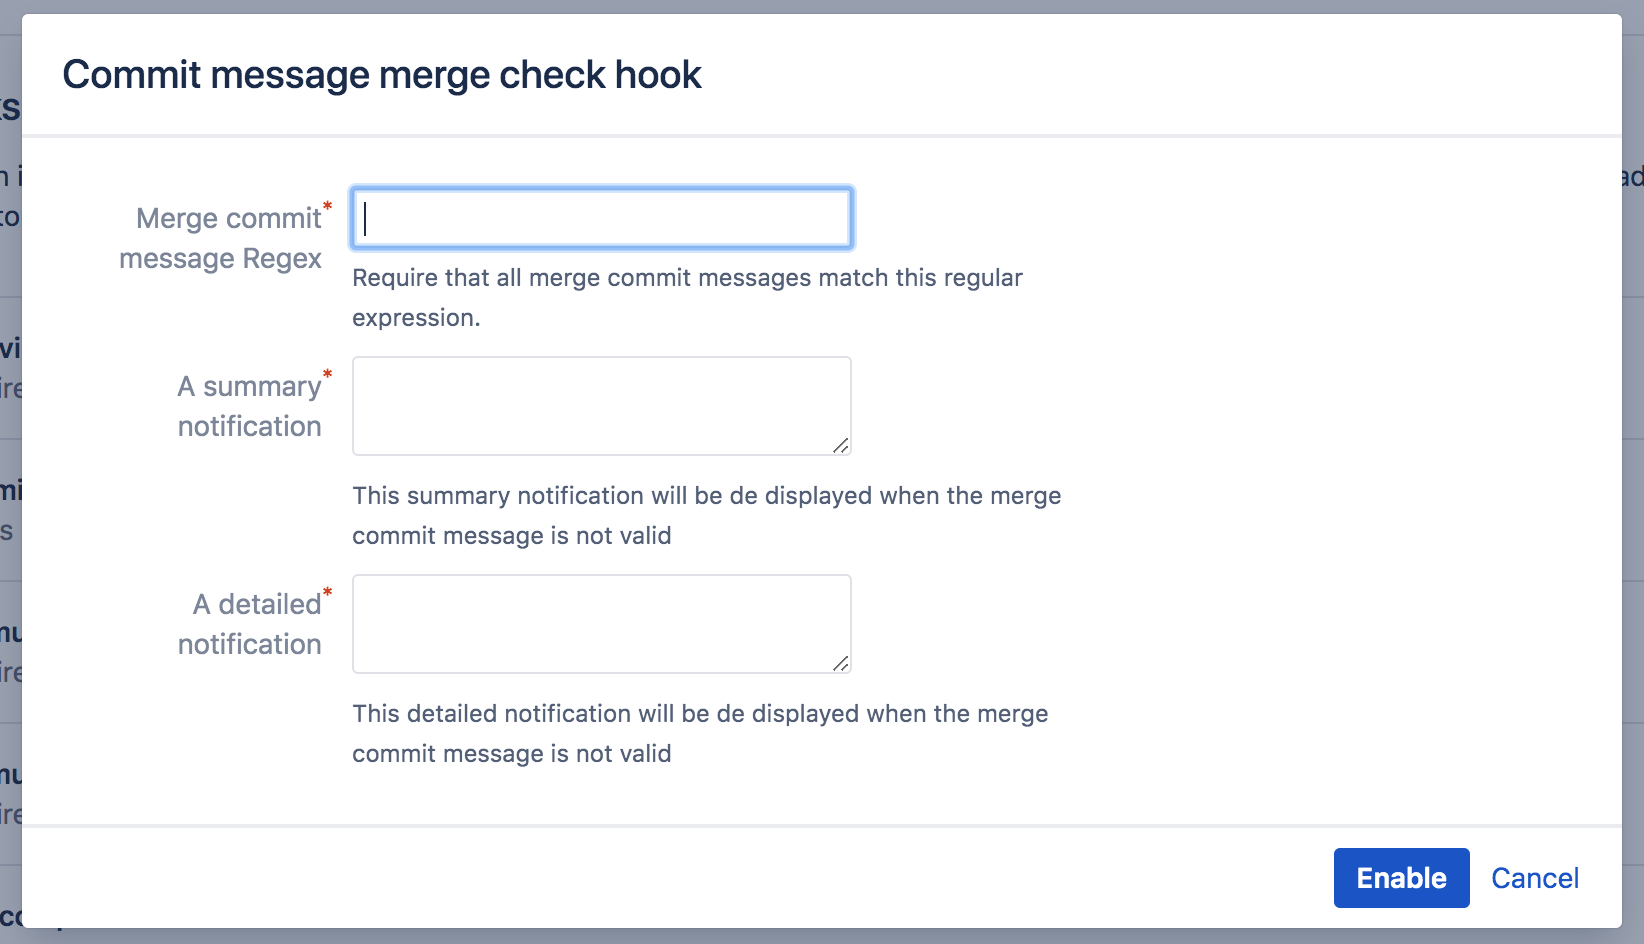 Commit message merge check hook
Merge commit*
message Regex
Require that all merge commit messages match this regular
expression.
A summary*
notification
This summary notification will be de displayed when the merge
commit message is not valid
A detailed*
notification
This detailed notification will be de displayed when the merge
commit message is not valid
Enable Cancel